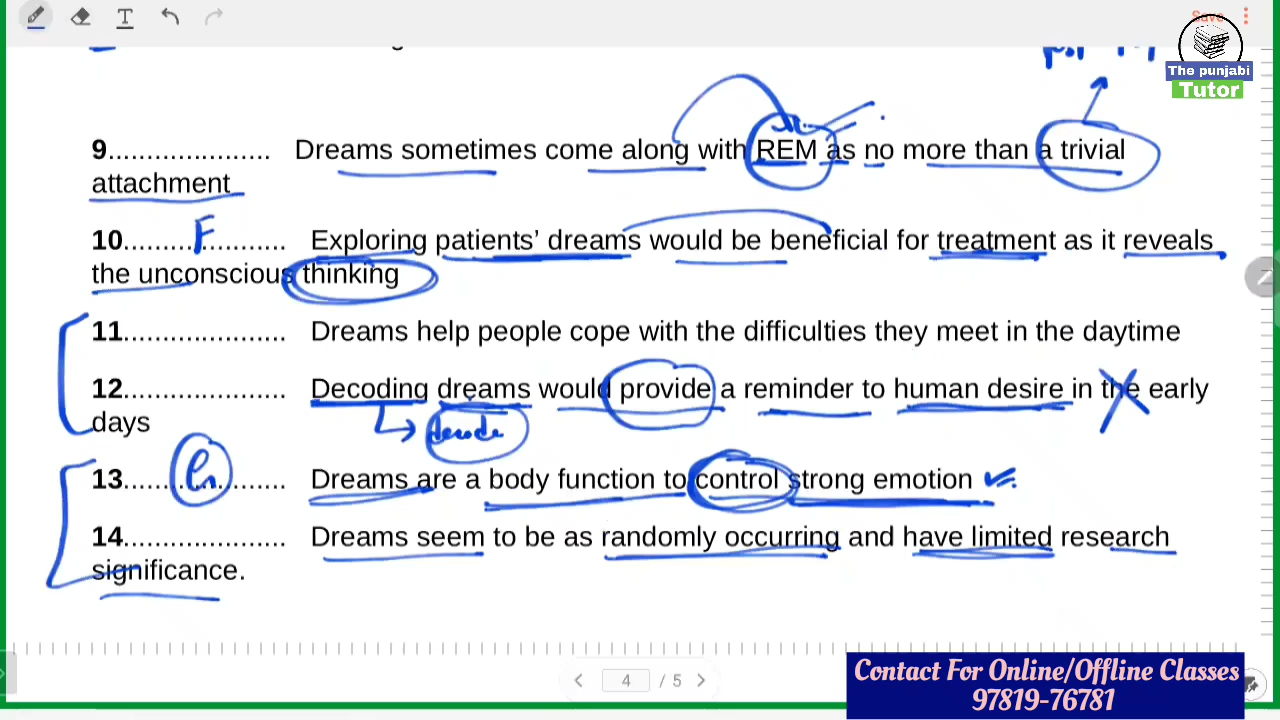 Save
The punjabi
Tutor
9..................... Dreams sometimes come along with REM as no more than a trivial
attachment
10..................... F Exploring patients’ dreams would be beneficial for treatment as it reveals
the unconscious thinking
11..................... Dreams help people cope with the difficulties they meet in the daytime
12..................... Decoding dreams would provide a reminder to human desire in the early
days
decode
13..................... Dreams are a body function to control strong emotion
14..................... Dreams seem to be as randomly occurring and have limited research
significance.
4 / 5
Contact For Online/Offline Classes
97819-76781